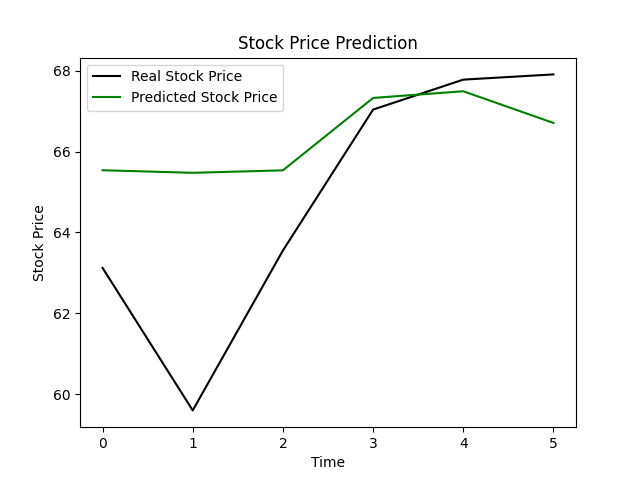 Stock Price Prediction
Real Stock Price
Predicted Stock Price
68
66
64
62
60
Stock Price
0 1 2 3 4 5
Time